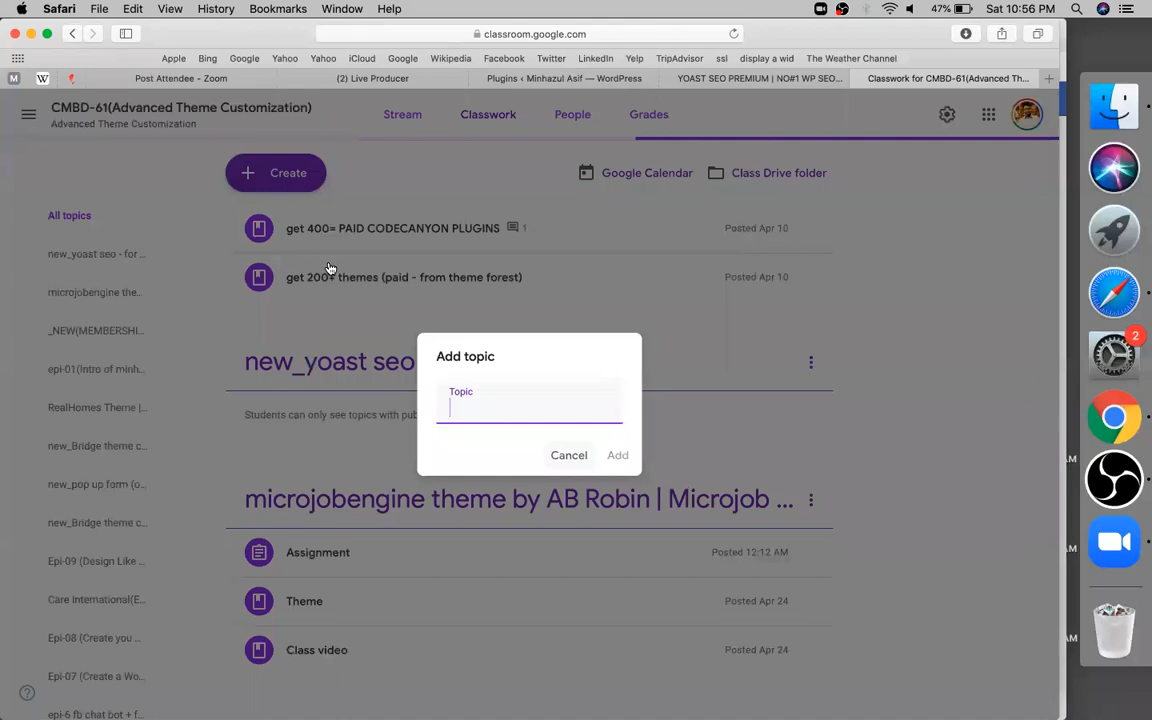 Safari File Edit View History Bookmarks Window Help 47% Sat 10:56 PM
classroom.google.com
Apple Bing Google Yahoo Yahoo iCloud Google Wikipedia Facebook Twitter LinkedIn Yelp TripAdvisor ssl display a wid The Weather Channel
M W Post Attendee - Zoom (2) Live Producer Plugins ‹ Minhazul Asif — WordPress YOAST SEO PREMIUM | NO#1 WP SEO... Classwork for CMBD-61(Advanced Th...
CMBD-61(Advanced Theme Customization)
Advanced Theme Customization
Stream Classwork People Grades
Create
Google Calendar Class Drive folder
All topics
new_yoast seo - for ...
microjobengine the...
_NEW(MEMBERSHI...
epi-01(Intro of minh...
RealHomes Theme |...
new_Bridge theme c...
new_pop up form (o...
new_Bridge theme c...
Epi-09 (Design Like ...
Care International(E...
Epi-08 (Create you ...
Epi-07 (Create a Wo...
epi-6 fb chat bot + f...
get 400= PAID CODECANYON PLUGINS 1 Posted Apr 10
get 200+ themes (paid - from theme forest) Posted Apr 10
new_yoast seo
Students can only see topics with pub
Add topic
Topic
Cancel Add
microjobengine theme by AB Robin | Microjob ...
Assignment Posted 12:12 AM
Theme Posted Apr 24
Class video Posted Apr 24
2
AM
AM
AM